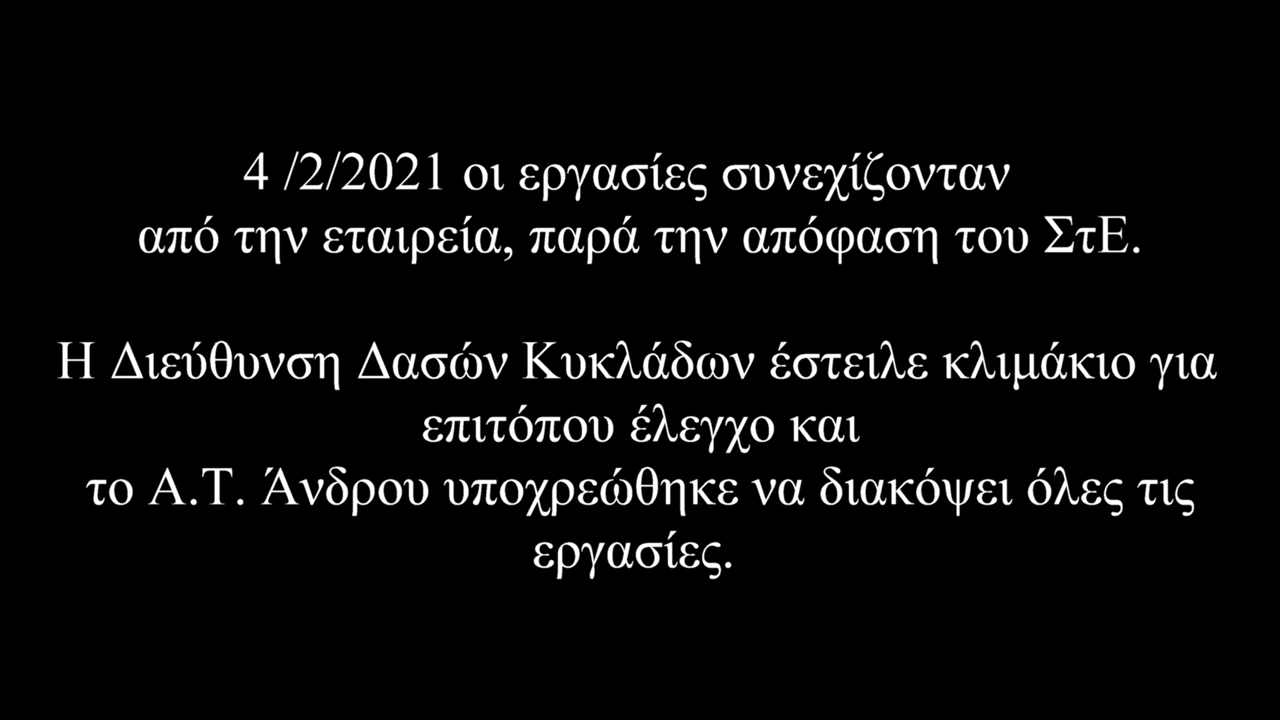 4 /2/2021 οι εργασίες συνεχίζονταν
από την εταιρεία, παρά την απόφαση του ΣτΕ.
Η Διεύθυνση Δασών Κυκλάδων έστειλε κλιμάκιο για
επιτόπου έλεγχο και
το Α.Τ. Άνδρου υποχρεώθηκε να διακόψει όλες τις
εργασίες.